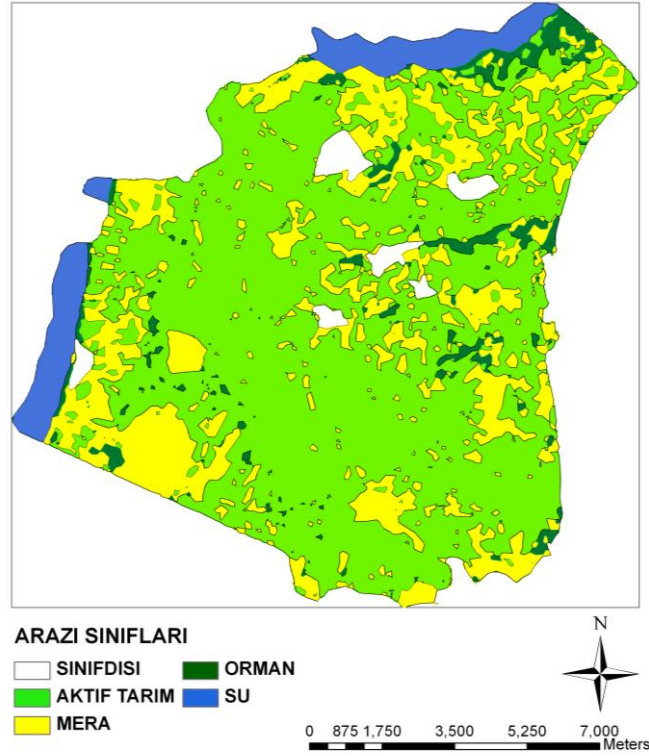 ARAZI SINIFLARI
SINIFDISI
ORMAN
AKTIF TARIM
SU
MERA
N
0 875 1,750 3,500 5,250 7,000
Meters